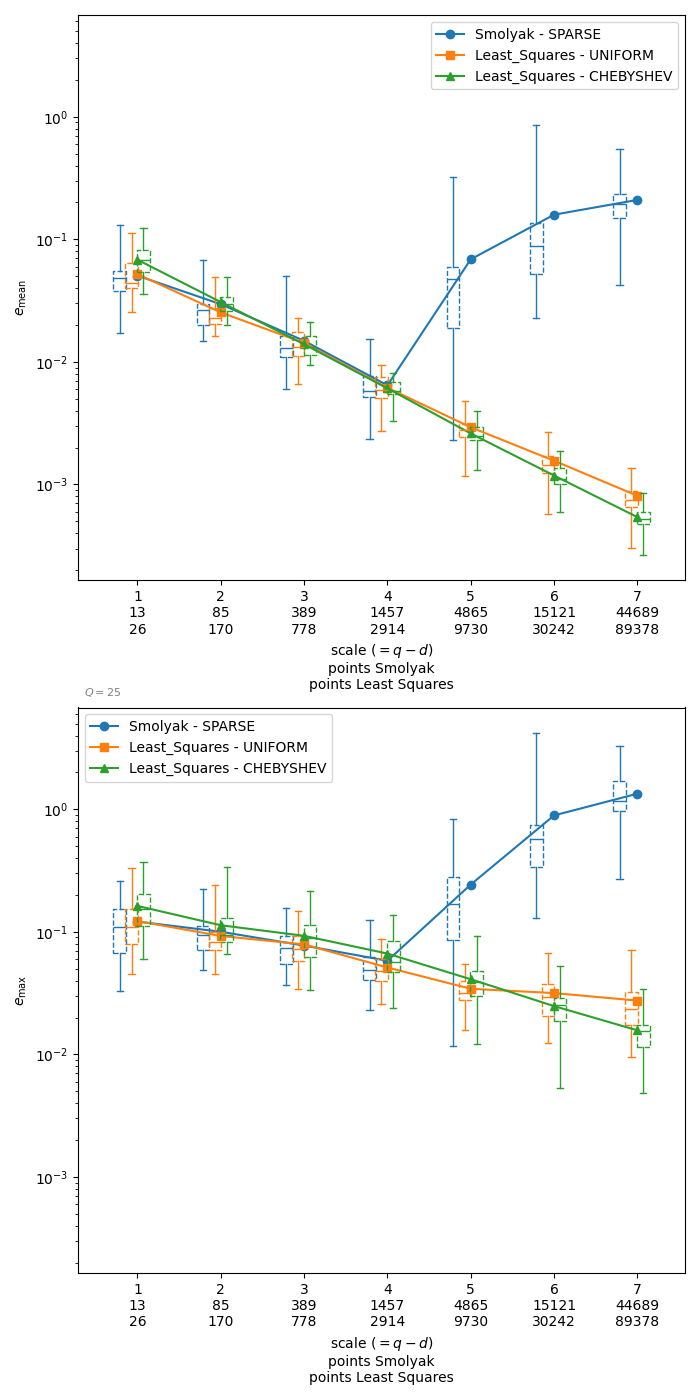 Smolyak - SPARSE
Least_Squares - UNIFORM
Least_Squares - CHEBYSHEV
10⁰
10⁻¹
10⁻²
10⁻³
e_mean
1 2 3 4 5 6 7
13 85 389 1457 4865 15121 44689
26 170 778 2914 9730 30242 89378
scale (=q−d)
points Smolyak
points Least Squares
Q = 25
Smolyak - SPARSE
Least_Squares - UNIFORM
Least_Squares - CHEBYSHEV
10⁰
10⁻¹
10⁻²
10⁻³
e_max
1 2 3 4 5 6 7
13 85 389 1457 4865 15121 44689
26 170 778 2914 9730 30242 89378
scale (=q−d)
points Smolyak
points Least Squares